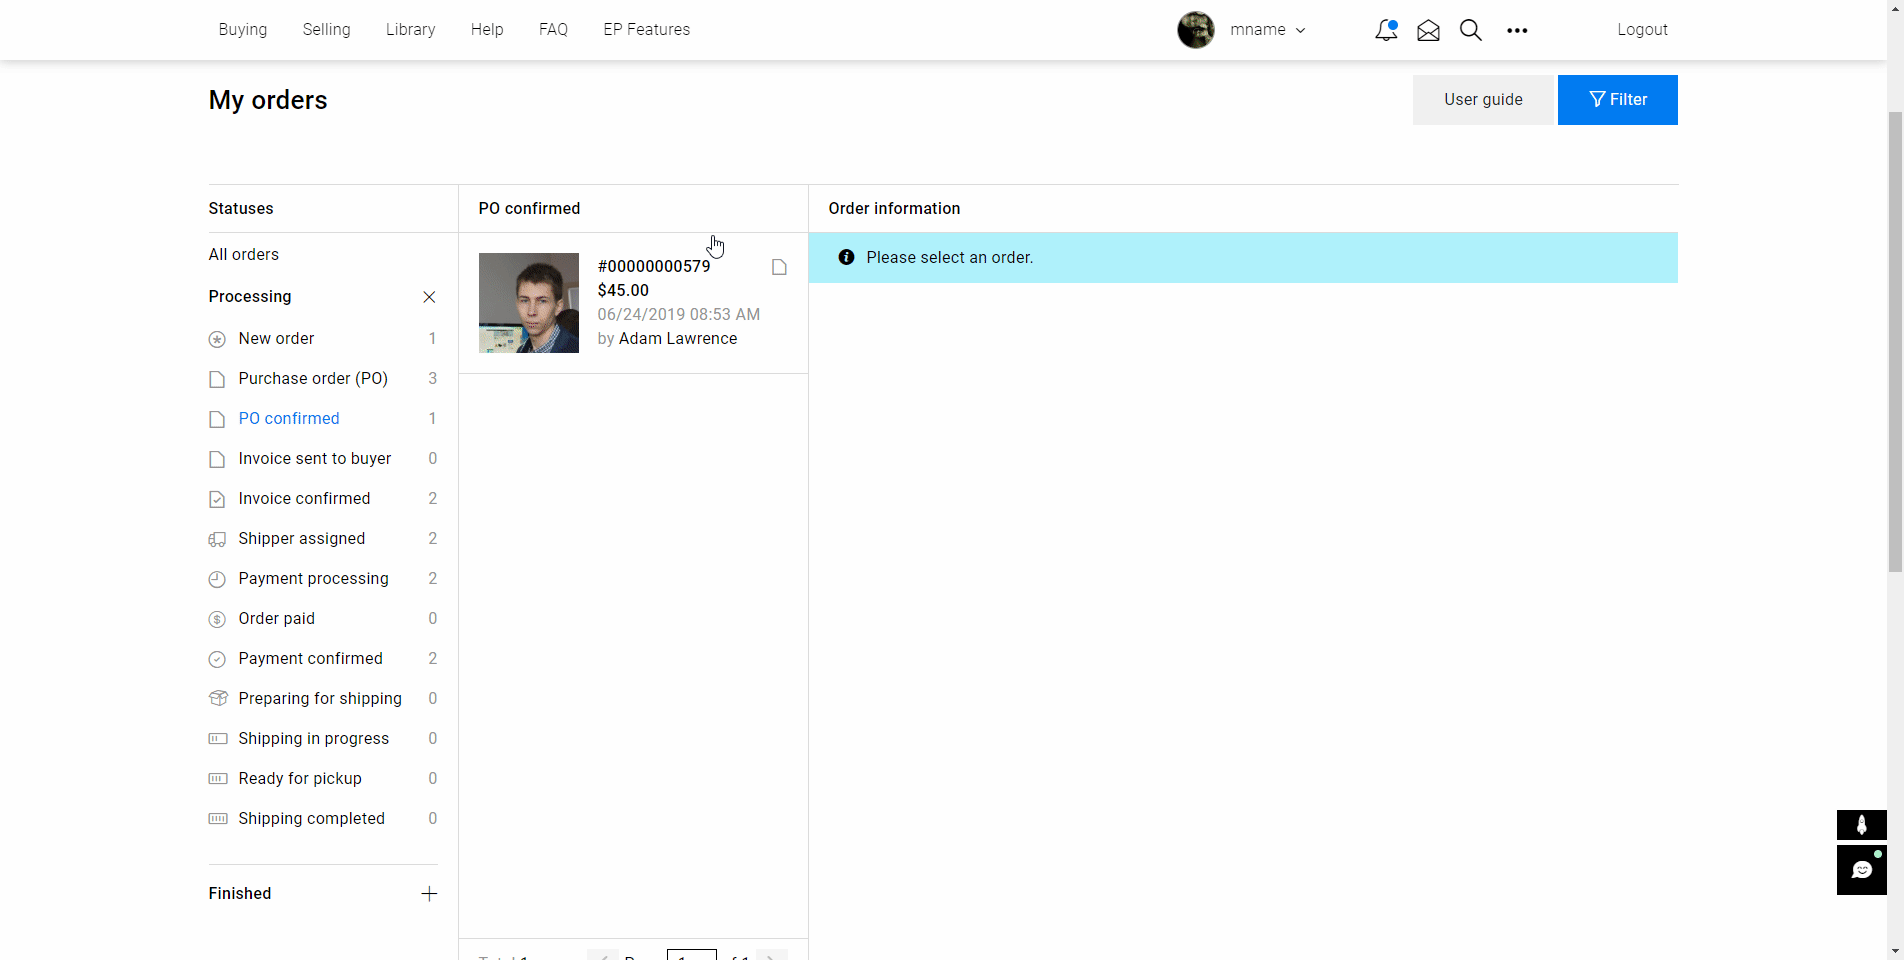 Buying Selling Library Help FAQ EP Features mname Logout
My orders
User guide Filter
Statuses
PO confirmed
Order information
All orders
Processing
New order 1
Purchase order (PO) 3
PO confirmed 1
Invoice sent to buyer 0
Invoice confirmed 2
Shipper assigned 2
Payment processing 2
Order paid 0
Payment confirmed 2
Preparing for shipping 0
Shipping in progress 0
Ready for pickup 0
Shipping completed 0
Finished
#00000000579
$45.00
06/24/2019 08:53 AM
by Adam Lawrence
Please select an order.